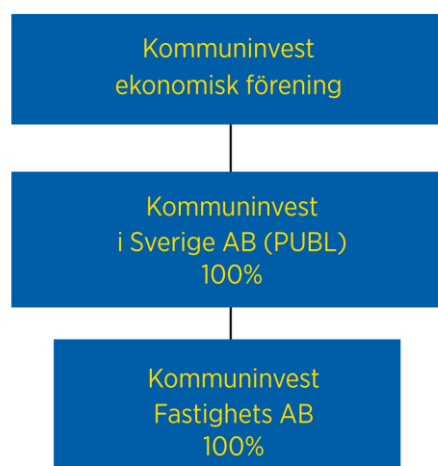 Kommuninvest
ekonomisk förening
Kommuninvest
i Sverige AB (PUBL)
100%
Kommuninvest
Fastighets AB
100%